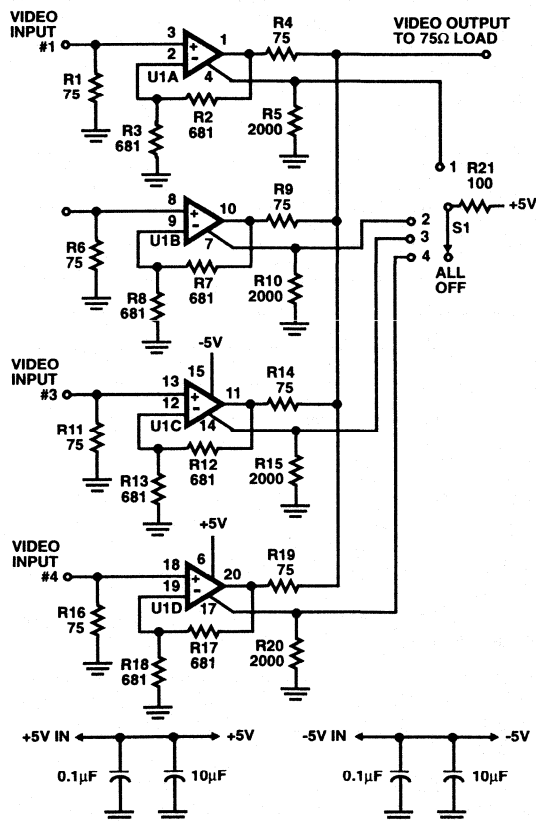 VIDEO
INPUT
#1
3
2
1
4
U1A
+
−
R1
75
R2
681
R3
681
R4
75
R5
2000
VIDEO OUTPUT
TO 75Ω LOAD
1
R21
100
+5V
S1
2
3
4
ALL
OFF
8
9
10
7
U1B
+
−
R6
75
R7
681
R8
681
R9
75
R10
2000
VIDEO
INPUT
#3
-5V
15
13
12
11
14
U1C
+
−
R11
75
R12
681
R13
681
R14
75
R15
2000
VIDEO
INPUT
#4
+5V
6
18
19
20
17
U1D
+
−
R16
75
R17
681
R18
681
R19
75
R20
2000
+5V IN
+5V
0.1µF
10µF
-5V IN
-5V
0.1µF
10µF